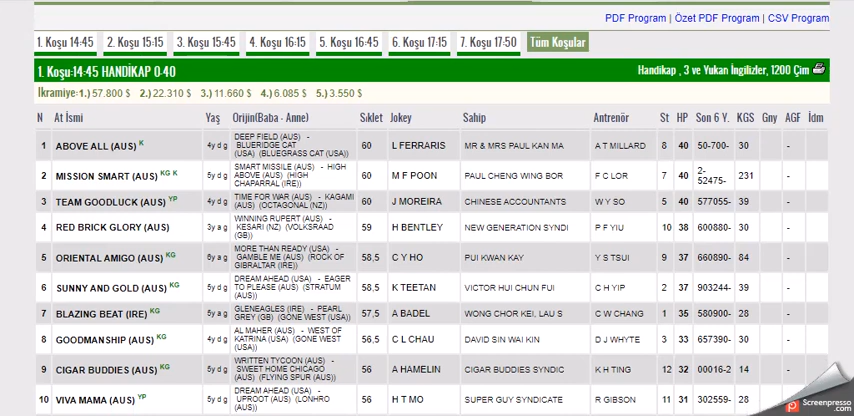 PDF Program | Özet PDF Program | CSV Program
1. Koşu 14:45 2. Koşu 15:15 3. Koşu 15:45 4. Koşu 16:15 5. Koşu 16:45 6. Koşu 17:15 7. Koşu 17:50 Tüm Koşular
1. Koşu:14:45 HANDİKAP 0-40 Handikap , 3 ve Yukarı İngilizler, 1200 Çim
İkramiye:1.) 57.800 $ 2.) 22.310 $ 3.) 11.660 $ 4.) 6.085 $ 5.) 3.550 $
N At İsmi Yaş Orijin(Baba - Anne) Sıklet Jokey Sahip Antrenör St HP Son 6 Y. KGS Gny AGF İdm
1 ABOVE ALL (AUS) K 4y d g DEEP FIELD (AUS) - BLUERIDGE CAT (USA) (BLUEGRASS CAT (USA)) 60 L FERRARIS MR & MRS PAUL KAN MA A T MILLARD 8 40 50-700- 30 -
2 MISSION SMART (AUS) KG K 5y d g SMART MISSILE (AUS) - HIGH ABOVE (AUS) (HIGH CHAPARRAL (IRE)) 60 M F POON PAUL CHENG WING BOR F C LOR 7 40 2-52475- 231 -
3 TEAM GOODLUCK (AUS) YP 4y d g TIME FOR WAR (AUS) - KAGAMI (AUS) (OCTAGONAL (NZ)) 60 J MOREIRA CHINESE ACCOUNTANTS W Y SO 5 40 577055- 39 -
4 RED BRICK GLORY (AUS) 3y a g WINNING RUPERT (AUS) - KESARI (NZ) (VOLKSRAAD (GB)) 59 H BENTLEY NEW GENERATION SYNDI P F YIU 10 38 600880- 30 -
5 ORIENTAL AMIGO (AUS) KG 6y a g MORE THAN READY (USA) - GAMBLE ME (AUS) (ROCK OF GIBRALTAR (IRE)) 58,5 C Y HO PUI KWAN KAY Y S TSUI 9 37 660890- 84 -
6 SUNNY AND GOLD (AUS) KG 5y d g DREAM AHEAD (USA) - EAGER TO PLEASE (AUS) (STRATUM (AUS)) 58,5 K TEETAN VICTOR HUI CHUN FUI C H YIP 2 37 903244- 39 -
7 BLAZING BEAT (IRE) KG 5y a g GLENEAGLES (IRE) - PEARL GREY (GB) (GONE WEST (USA)) 57,5 A BADEL WONG CHOR KEI, LAU S C W CHANG 1 35 580900- 28 -
8 GOODMANSHIP (AUS) KG 4y d g AL MAHER (AUS) - WEST OF KATRINA (USA) (GONE WEST (USA)) 56,5 C L CHAU DAVID SIN WAI KIN D J WHYTE 3 33 657390- 30 -
9 CIGAR BUDDIES (AUS) KG 5y d g WRITTEN TYCOON (AUS) - SWEET HOME CHICAGO (AUS) (FLYING SPUR (AUS)) 56 A HAMELIN CIGAR BUDDIES SYNDIC K H TING 12 32 00016-2 14 -
10 VIVA MAMA (AUS) YP 5y d g DREAM AHEAD (USA) - UPROOT (AUS) (LONHRO (AUS)) 56 H T MO SUPER GUY SYNDICATE R GIBSON 11 31 302559- 28 -
Screenpresso
.com